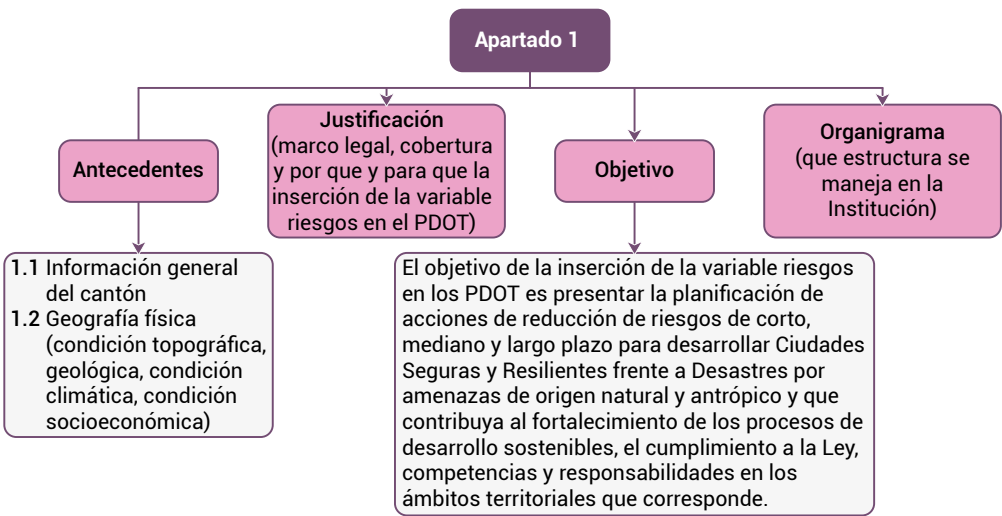 Apartado 1
Antecedentes
Justificación
(marco legal, cobertura
y por que y para que la
inserción de la variable
riesgos en el PDOT)
Objetivo
Organigrama
(que estructura se
maneja en la
Institución)
1.1 Información general
del cantón
1.2 Geografía física
(condición topográfica,
geológica, condición
climática, condición
socioeconómica)
El objetivo de la inserción de la variable riesgos
en los PDOT es presentar la planificación de
acciones de reducción de riesgos de corto,
mediano y largo plazo para desarrollar Ciudades
Seguras y Resilientes frente a Desastres por
amenazas de origen natural y antrópico y que
contribuya al fortalecimiento de los procesos de
desarrollo sostenibles, el cumplimiento a la Ley,
competencias y responsabilidades en los
ámbitos territoriales que corresponde.